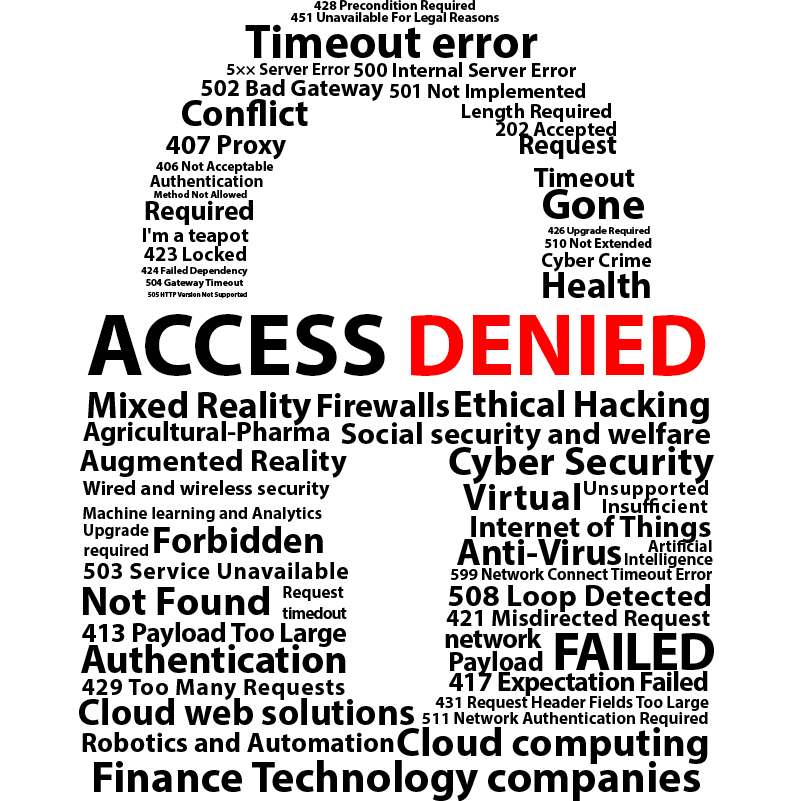 428 Precondition Required
451 Unavailable For Legal Reasons
Timeout error
5×× Server Error 500 Internal Server Error
502 Bad Gateway 501 Not Implemented
Conflict
Length Required
202 Accepted
407 Proxy
Request
406 Not Acceptable
Authentication
Timeout
Method Not Allowed
Required
Gone
I'm a teapot
426 Upgrade Required
423 Locked
510 Not Extended
424 Failed Dependency
Cyber Crime
504 Gateway Timeout
Health
505 HTTP Version Not Supported
ACCESS DENIED
Mixed Reality Firewalls Ethical Hacking
Agricultural-Pharma Social security and welfare
Augmented Reality Cyber Security
Wired and wireless security
Virtual Unsupported
Insufficient
Machine learning and Analytics
Internet of Things
Upgrade
required Forbidden
Anti-Virus Artificial
Intelligence
503 Service Unavailable
599 Network Connect Timeout Error
Not Found Request
timedout
508 Loop Detected
421 Misdirected Request
413 Payload Too Large
network
Payload FAILED
Authentication
429 Too Many Requests
417 Expectation Failed
Cloud web solutions
431 Request Header Fields Too Large
511 Network Authentication Required
Robotics and Automation Cloud computing
Finance Technology companies